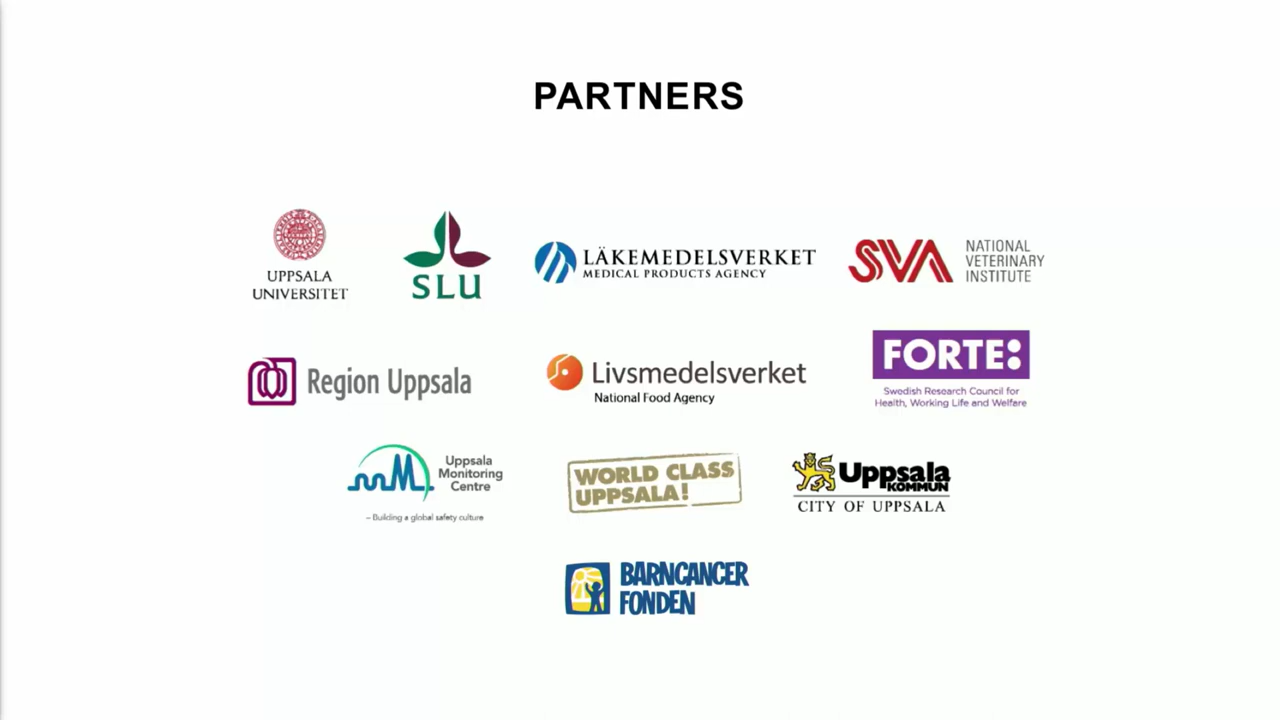 PARTNERS
UPPSALA
UNIVERSITET
SLU
LÄKEMEDELSVERKET
MEDICAL PRODUCTS AGENCY
SVA
NATIONAL
VETERINARY
INSTITUTE
Region Uppsala
Livsmedelsverket
National Food Agency
FORTE:
Swedish Research Council for
Health, Working Life and Welfare
Uppsala
Monitoring
Centre
– Building a global safety culture
WORLD CLASS
UPPSALA!
Uppsala
KOMMUN
CITY OF UPPSALA
BARNCANCER
FONDEN